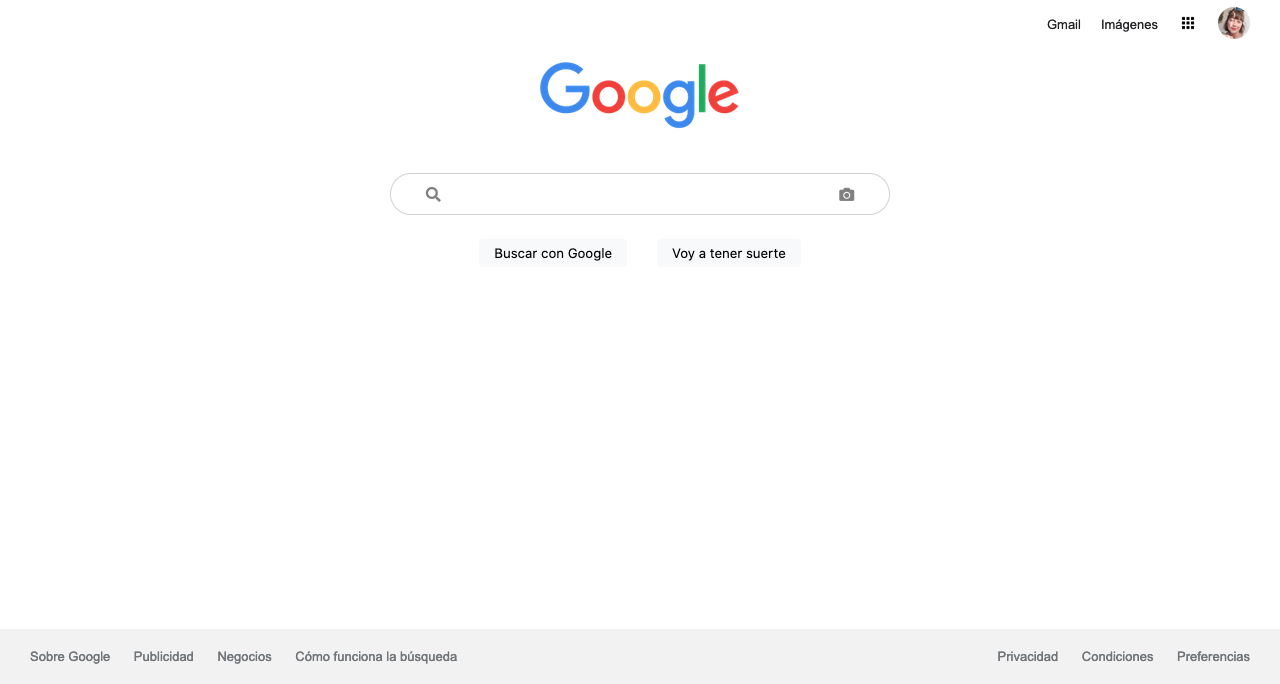 Gmail Imágenes
Google
Buscar con Google Voy a tener suerte
Sobre Google Publicidad Negocios Cómo funciona la búsqueda Privacidad Condiciones Preferencias